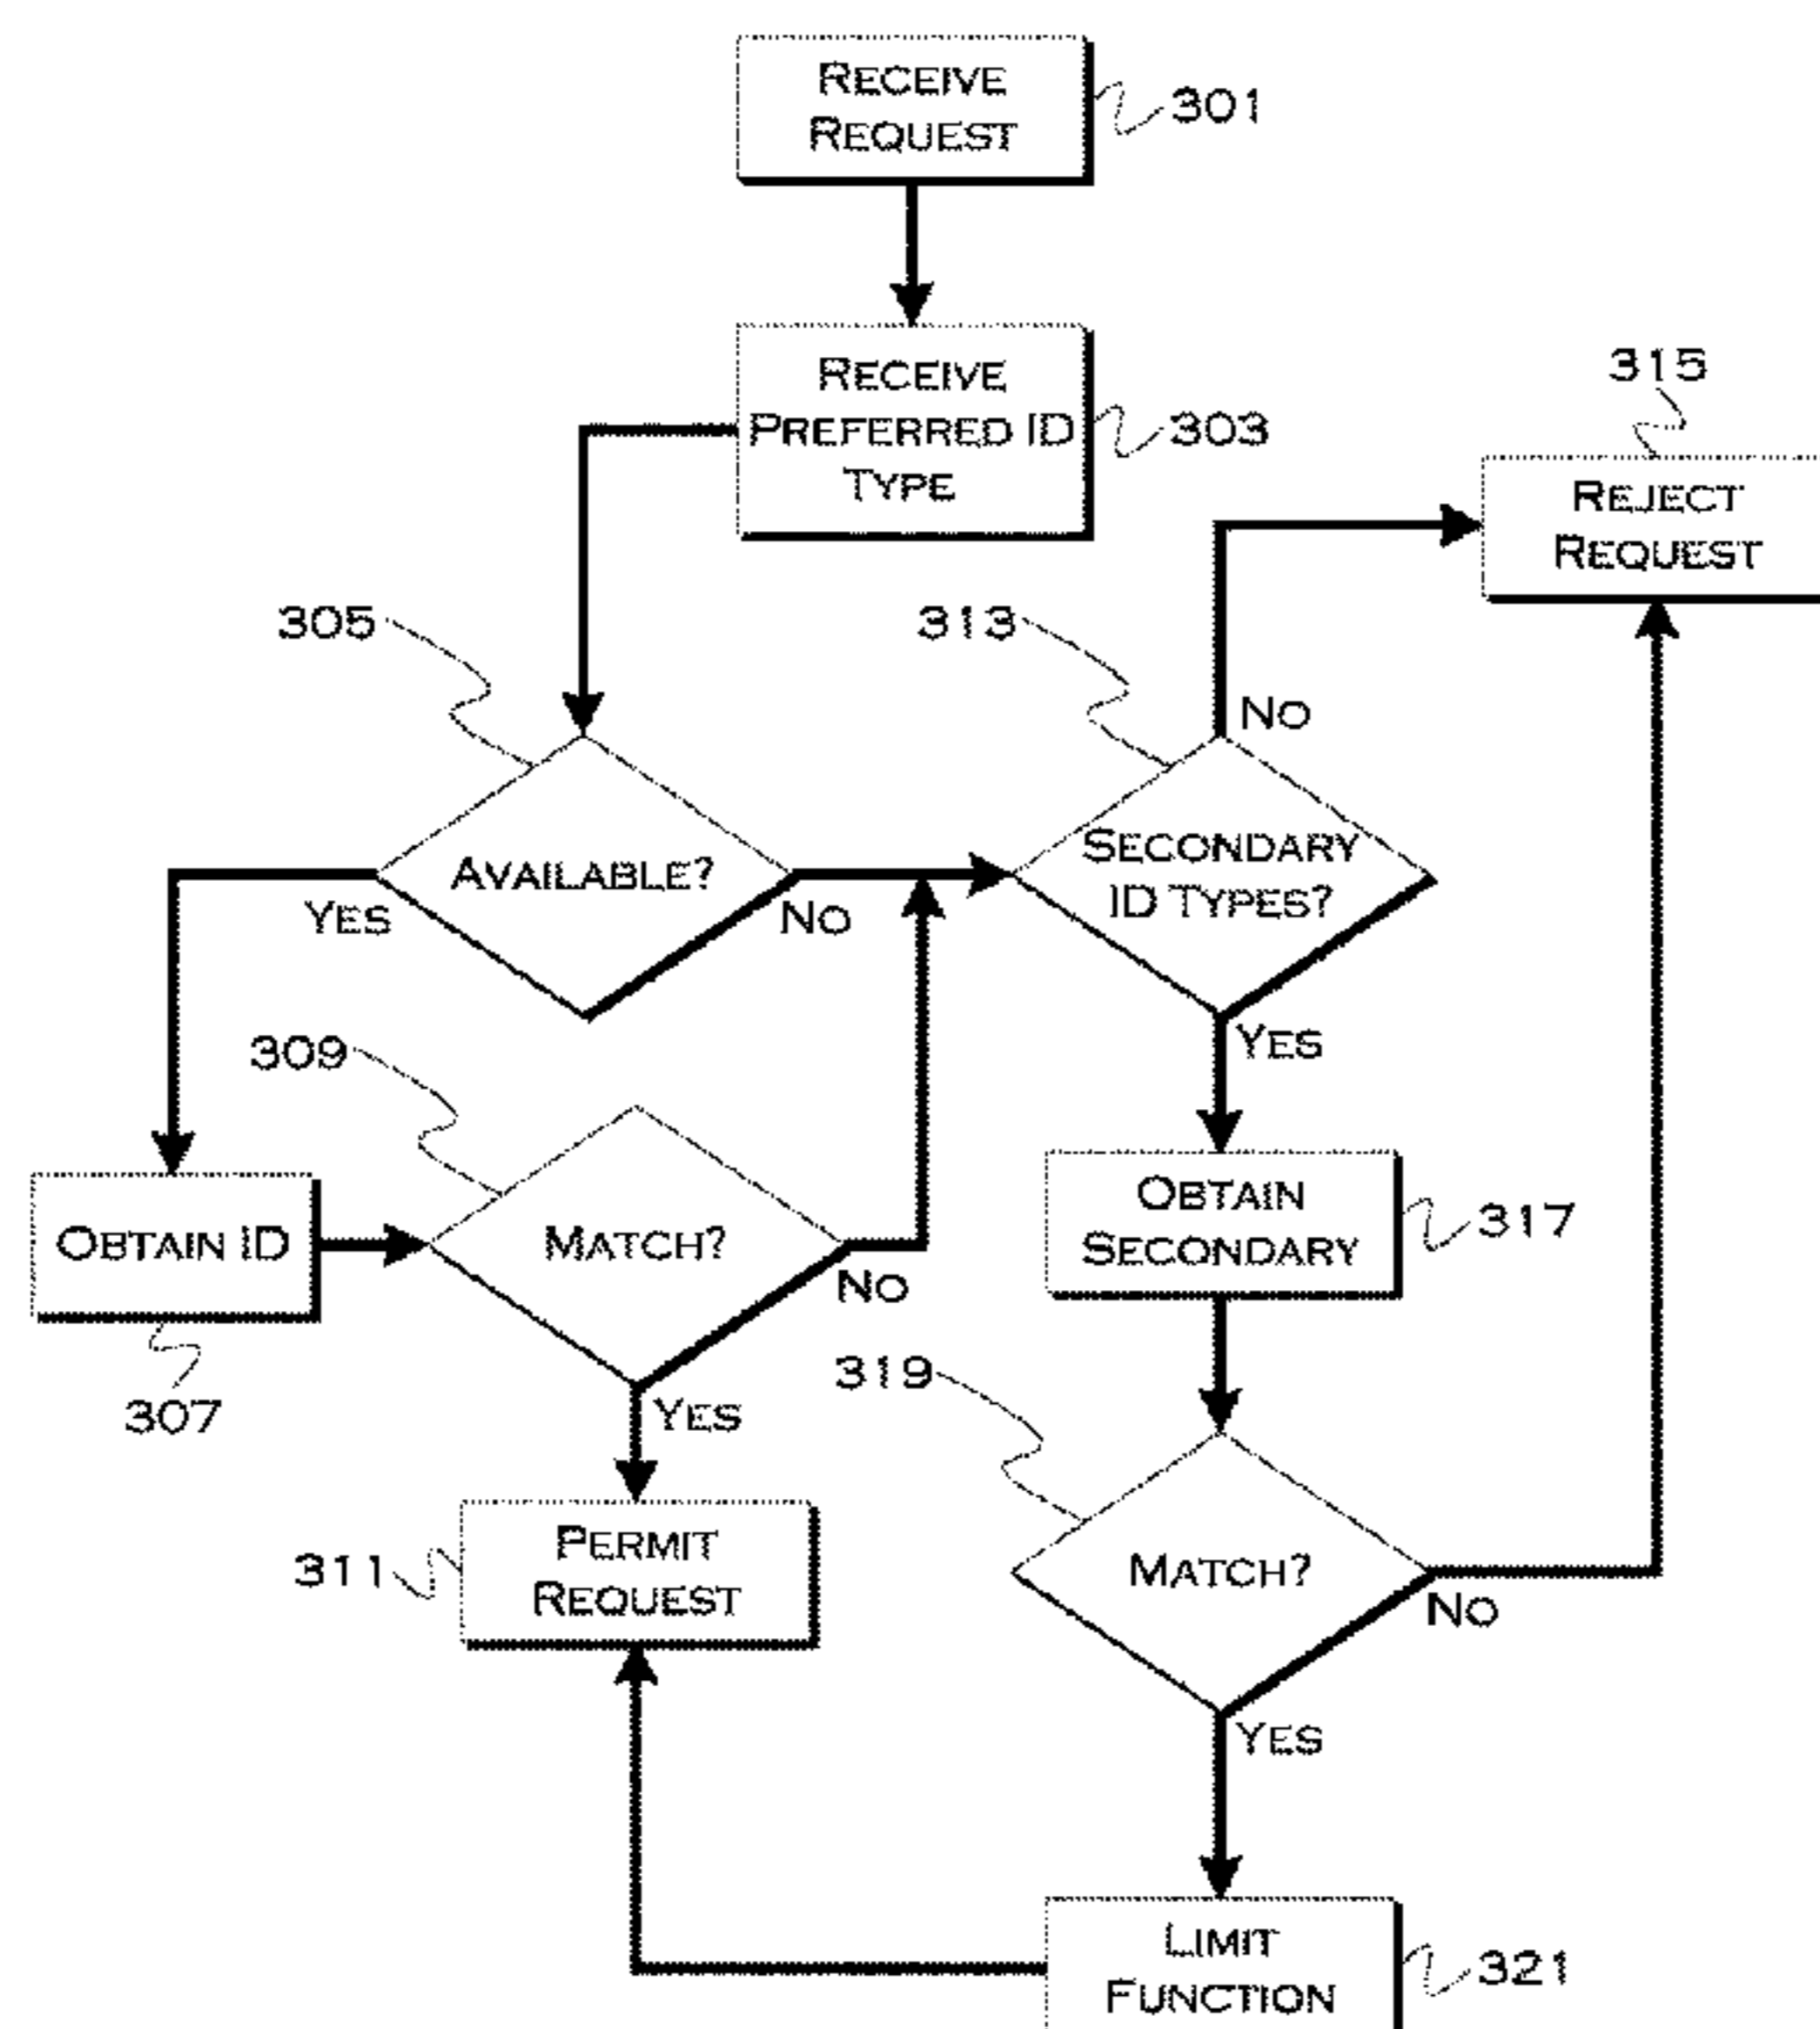 RECEIVE
REQUEST
301
RECEIVE
PREFERRED ID
TYPE
303
315
REJECT
REQUEST
305
313
NO
AVAILABLE?
YES
NO
SECONDARY
ID TYPES?
YES
309
OBTAIN ID
307
MATCH?
NO
YES
OBTAIN
SECONDARY
317
319
PERMIT
REQUEST
311
MATCH?
NO
YES
LIMIT
FUNCTION
321